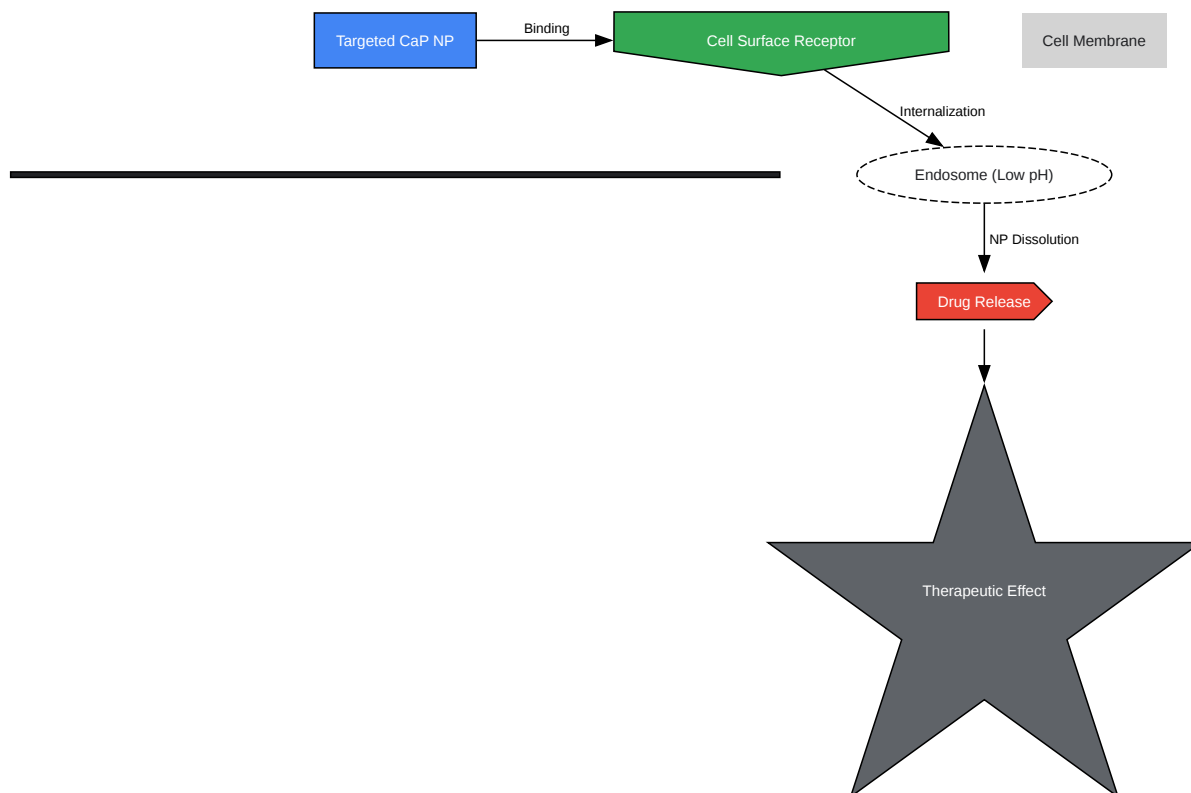 Targeted CaP NP
Binding
Cell Surface Receptor
Cell Membrane
Internalization
Endosome (Low pH)
NP Dissolution
Drug Release
Therapeutic Effect